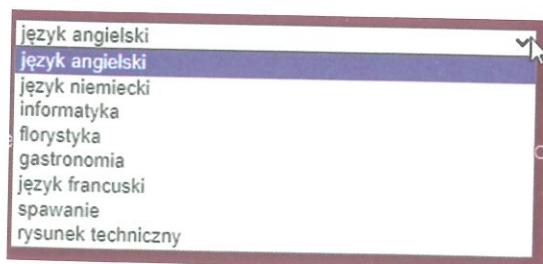 język angielski
język angielski
język niemiecki
informatyka
florystyka
gastronomia
język francuski
spawanie
rysunek techniczny